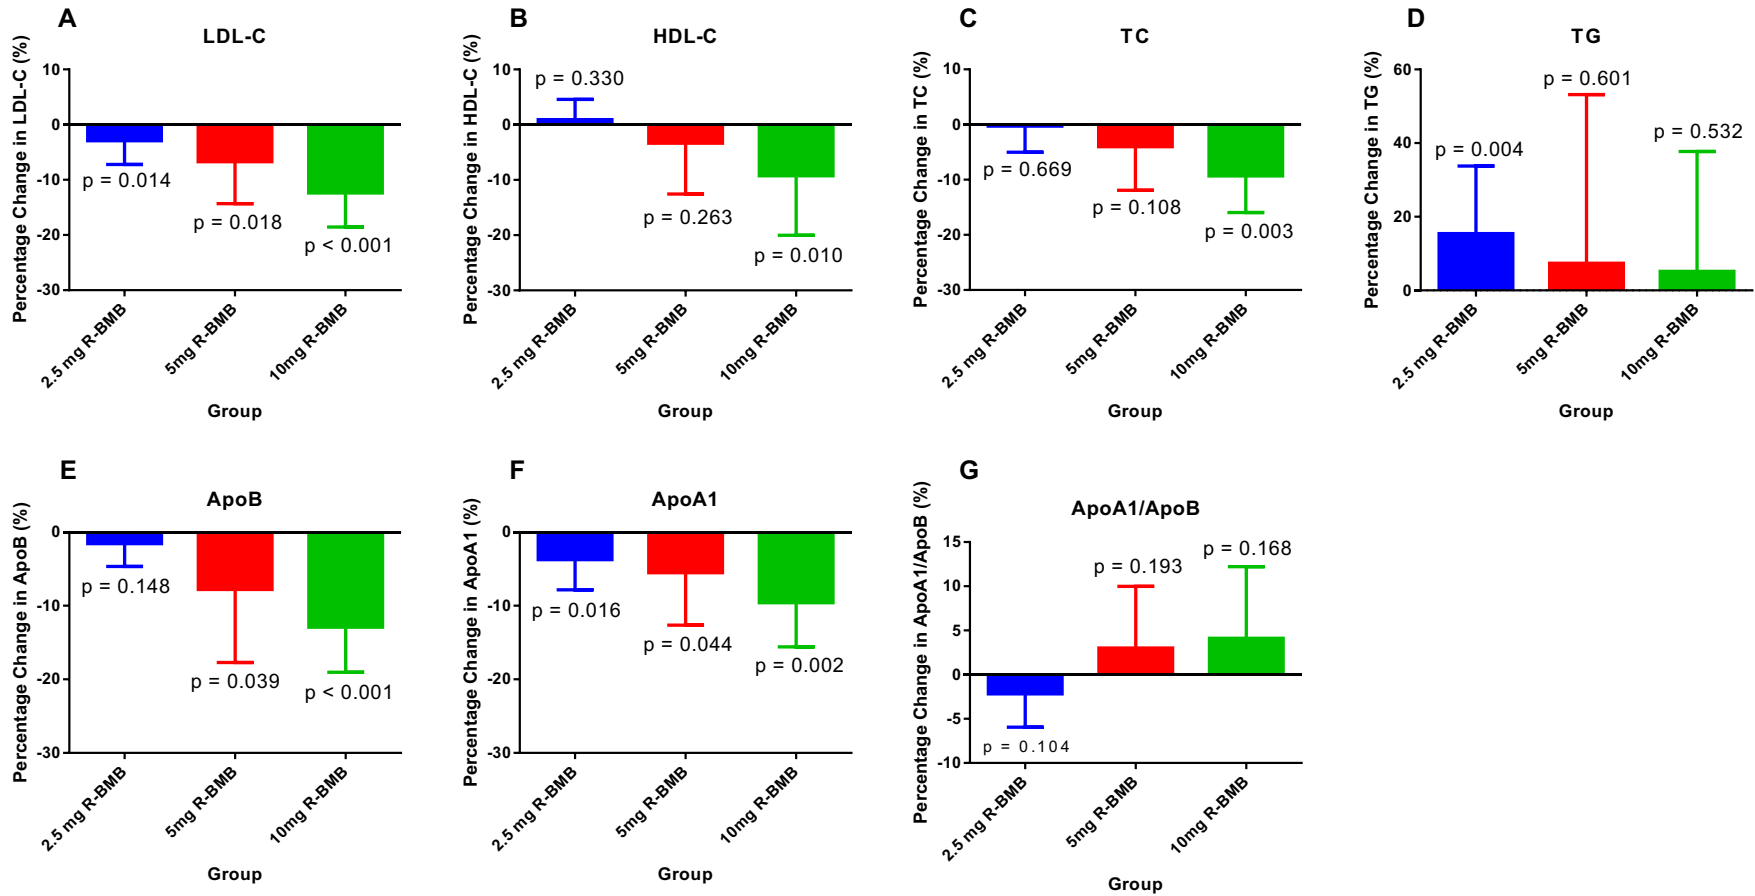 A
LDL-C
Percentage Change in LDL-C (%)
10
0
-10
-20
-30
p = 0.014
p = 0.018
p < 0.001
2.5 mg R-BMB
5mg R-BMB
10mg R-BMB
Group
B
HDL-C
Percentage Change in HDL-C (%)
10
0
-10
-20
-30
p = 0.330
p = 0.263
p = 0.010
2.5 mg R-BMB
5mg R-BMB
10mg R-BMB
Group
C
TC
Percentage Change in TC (%)
10
0
-10
-20
-30
p = 0.669
p = 0.108
p = 0.003
2.5 mg R-BMB
5mg R-BMB
10mg R-BMB
Group
D
TG
Percentage Change in TG (%)
60
40
20
0
p = 0.004
p = 0.601
p = 0.532
2.5 mg R-BMB
5mg R-BMB
10mg R-BMB
Group
E
ApoB
Percentage Change in ApoB (%)
0
-10
-20
-30
p = 0.148
p = 0.039
p < 0.001
2.5 mg R-BMB
5mg R-BMB
10mg R-BMB
Group
F
ApoA1
Percentage Change in ApoA1 (%)
0
-10
-20
-30
p = 0.016
p = 0.044
p = 0.002
2.5 mg R-BMB
5mg R-BMB
10mg R-BMB
Group
G
ApoA1/ApoB
Percentage Change in ApoA1/ApoB (%)
15
10
5
0
-5
-10
p = 0.104
p = 0.193
p = 0.168
2.5 mg R-BMB
5mg R-BMB
10mg R-BMB
Group